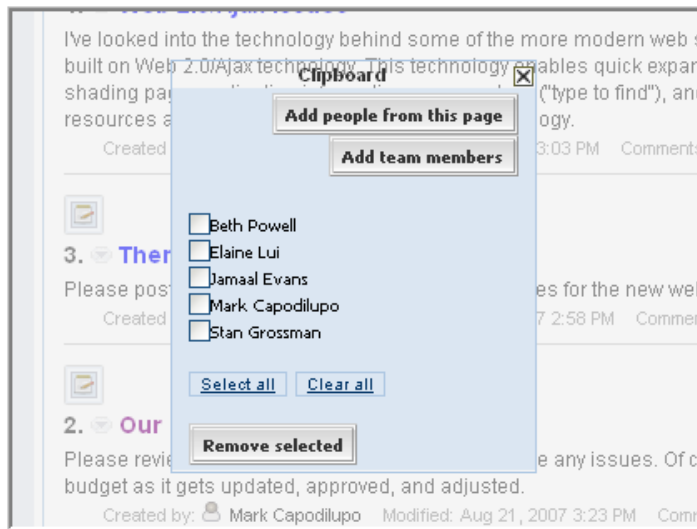 I've looked into the technology behind some of the more modern web
built on Web 2.0/Ajax technology. This technology enables quick expan
Clipboard
shading pa ("type to find"), and
resources a ogy.
Add people from this page
Created 3:03 PM Comments
Add team members
Beth Powell
Elaine Lui
3. Ther
Jamaal Evans
Please pos es for the new we
Mark Capodilupo
Created 7 2:58 PM Commen
Stan Grossman
Select all Clear all
2. Our
Remove selected
Please revie e any issues. Of c
budget as it gets updated, approved, and adjusted.
Created by: Mark Capodilupo Modified: Aug 21, 2007 3:23 PM Com